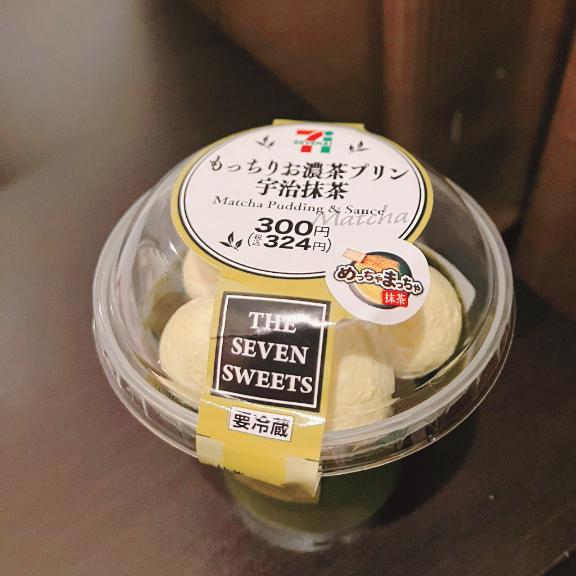 SEVEN
もっちりお濃茶プリン
宇治抹茶
Matcha Pudding & Sauce
Matcha
300円
(税込324円)
めっちゃまっちゃ
抹茶
THE
SEVEN
SWEETS
要冷蔵